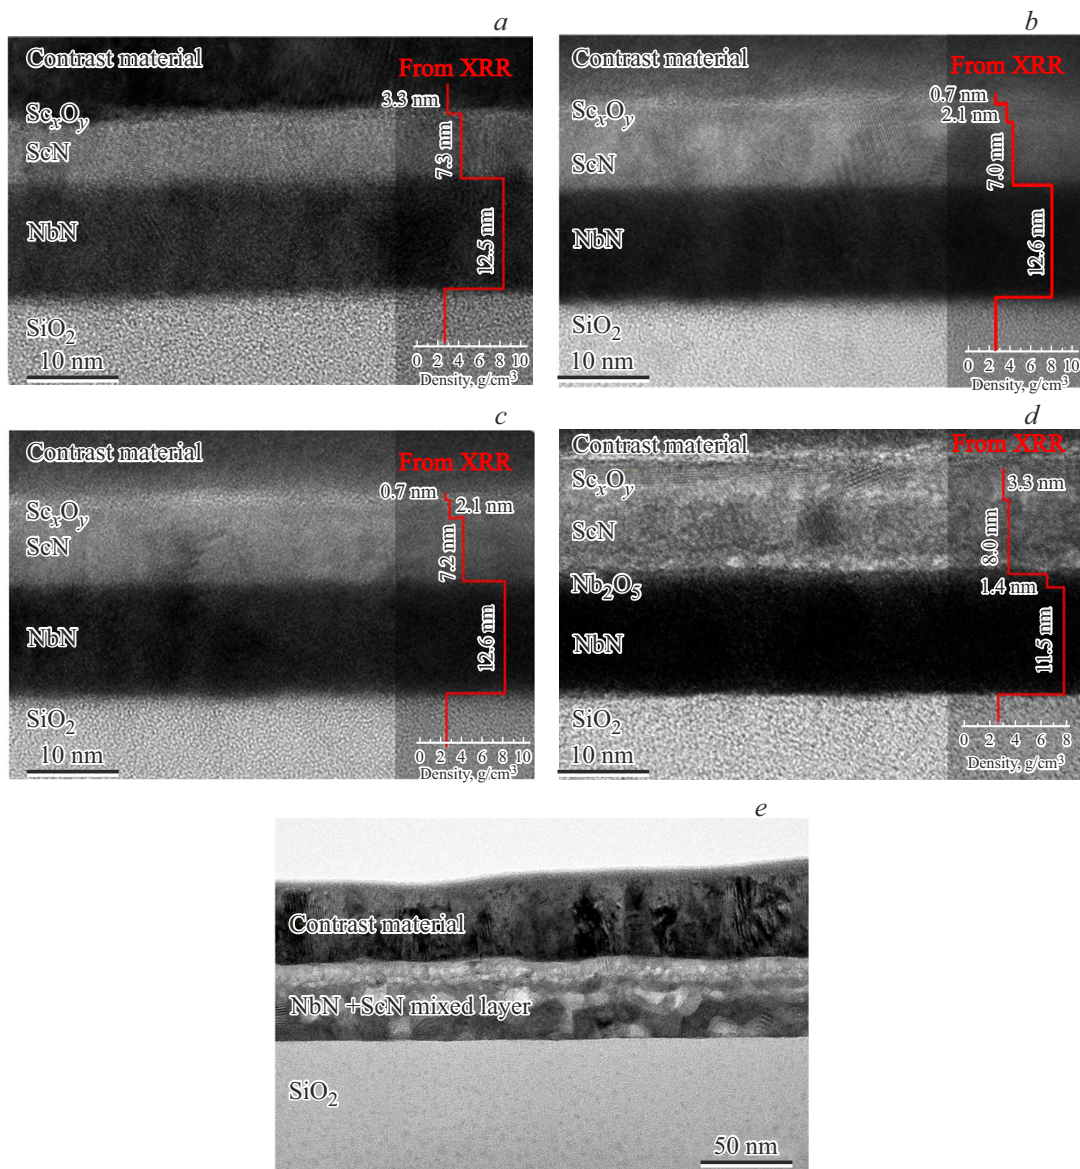 a
Contrast material
From XRR
3.3 nm
ScₓOᵧ
7.3 nm
ScN
NbN
12.5 nm
SiO₂
10 nm
0 2 4 6 8 10
Density, g/cm³
b
Contrast material
From XRR
0.7 nm
ScₓOᵧ
2.1 nm
ScN
7.0 nm
NbN
12.6 nm
SiO₂
10 nm
0 2 4 6 8 10
Density, g/cm³
c
Contrast material
From XRR
0.7 nm
2.1 nm
ScₓOᵧ
ScN
7.2 nm
NbN
12.6 nm
SiO₂
10 nm
0 2 4 6 8 10
Density, g/cm³
d
Contrast material
From XRR
ScₓOᵧ
3.3 nm
ScN
8.0 nm
Nb₂O₅
1.4 nm
NbN
11.5 nm
SiO₂
10 nm
0 2 4 6 8
Density, g/cm³
e
Contrast material
NbN +ScN mixed layer
SiO₂
50 nm